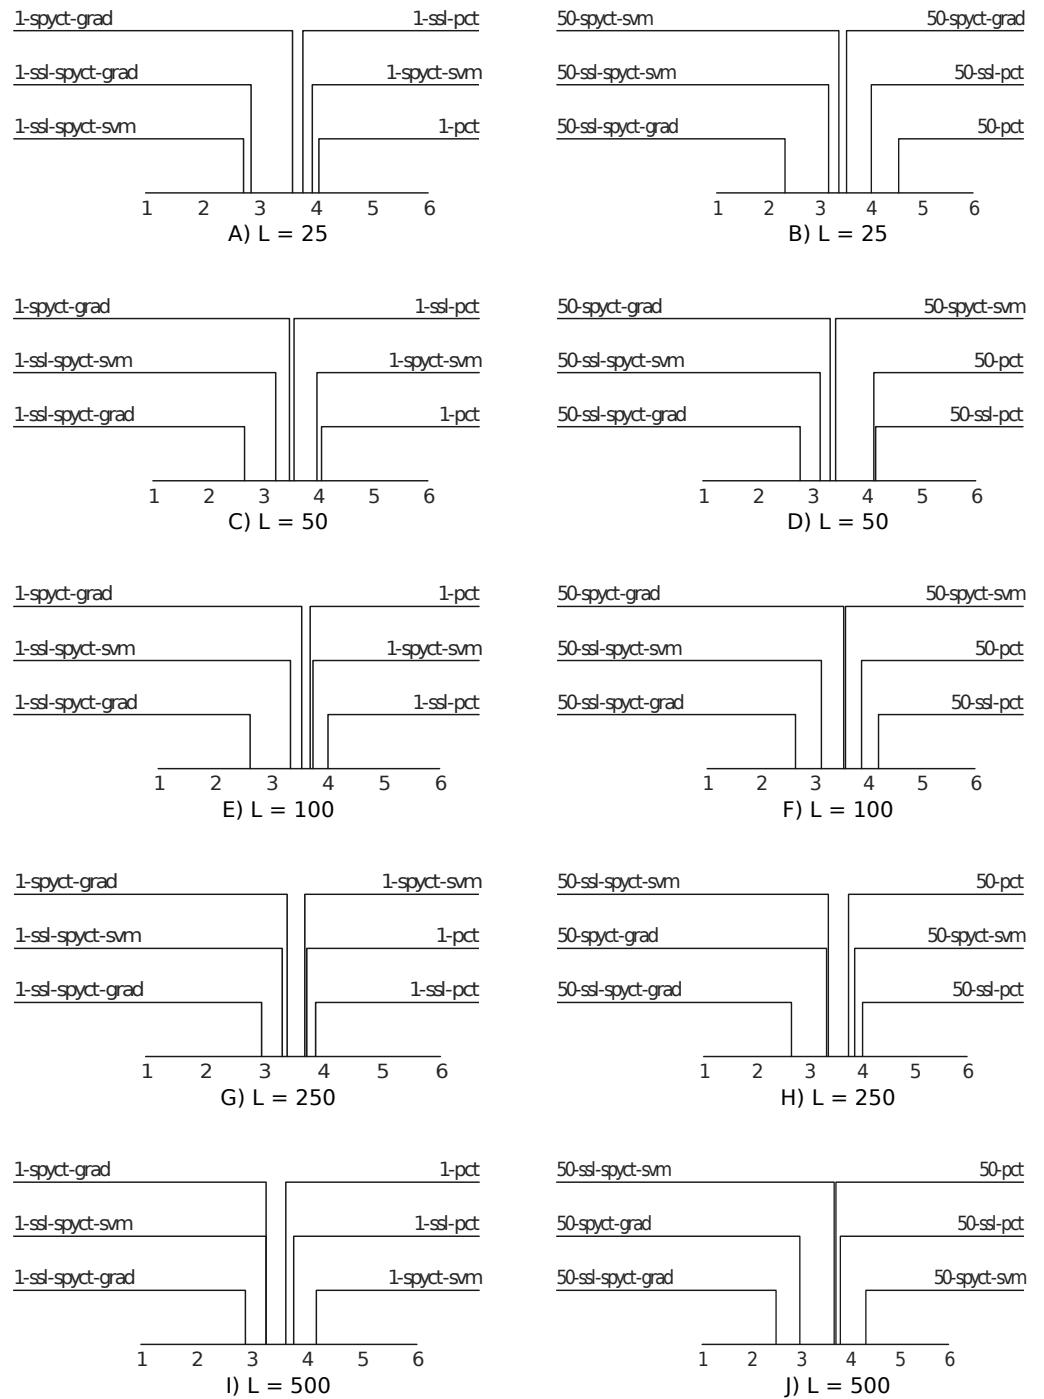 1-spyct-grad 1-ssl-pct
1-ssl-spyct-grad 1-spyct-svm
1-ssl-spyct-svm 1-pct
1 2 3 4 5 6
A) L = 25
50-spyct-svm 50-spyct-grad
50-ssl-spyct-svm 50-ssl-pct
50-ssl-spyct-grad 50-pct
1 2 3 4 5 6
B) L = 25
1-spyct-grad 1-ssl-pct
1-ssl-spyct-svm 1-spyct-svm
1-ssl-spyct-grad 1-pct
1 2 3 4 5 6
C) L = 50
50-spyct-grad 50-spyct-svm
50-ssl-spyct-svm 50-pct
50-ssl-spyct-grad 50-ssl-pct
1 2 3 4 5 6
D) L = 50
1-spyct-grad 1-pct
1-ssl-spyct-svm 1-spyct-svm
1-ssl-spyct-grad 1-ssl-pct
1 2 3 4 5 6
E) L = 100
50-spyct-grad 50-spyct-svm
50-ssl-spyct-svm 50-pct
50-ssl-spyct-grad 50-ssl-pct
1 2 3 4 5 6
F) L = 100
1-spyct-grad 1-spyct-svm
1-ssl-spyct-svm 1-pct
1-ssl-spyct-grad 1-ssl-pct
1 2 3 4 5 6
G) L = 250
50-ssl-spyct-svm 50-pct
50-spyct-grad 50-spyct-svm
50-ssl-spyct-grad 50-ssl-pct
1 2 3 4 5 6
H) L = 250
1-spyct-grad 1-pct
1-ssl-spyct-svm 1-ssl-pct
1-ssl-spyct-grad 1-spyct-svm
1 2 3 4 5 6
I) L = 500
50-ssl-spyct-svm 50-pct
50-spyct-grad 50-ssl-pct
50-ssl-spyct-grad 50-spyct-svm
1 2 3 4 5 6
J) L = 500